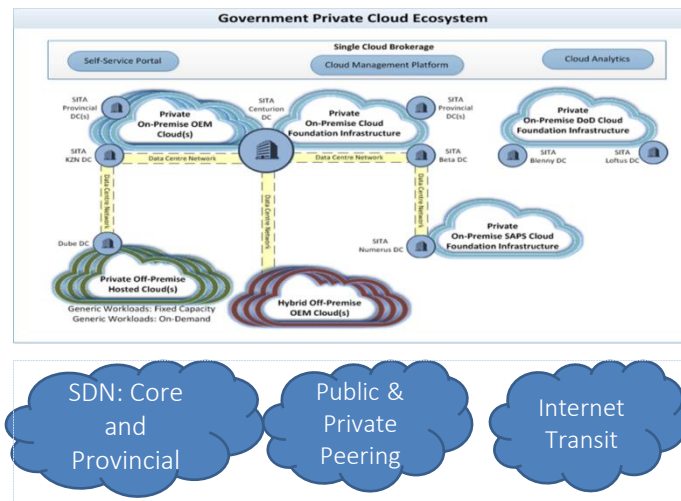 Government Private Cloud Ecosystem
Single Cloud Brokerage
Self-Service Portal
Cloud Management Platform
Cloud Analytics
SITA
Provincial
DC(s)
Private
On-Premise OEM
Cloud(s)
SITA
Centurion
DC
Private
On-Premise Cloud
Foundation Infrastructure
SITA
Provincial
DC(s)
Private
On-Premise DoD Cloud
Foundation Infrastructure
SITA
KZN DC
Data Centre Network
Data Centre Network
SITA
Beta DC
SITA
Blenny DC
SITA
Loftus DC
Data Centre Network
Data Centre Network
Data Centre Network
Dube DC
SITA
Numerus DC
Private
On-Premise SAPS Cloud
Foundation Infrastructure
Private Off-Premise
Hosted Cloud(s)
Generic Workloads: Fixed Capacity
Generic Workloads: On-Demand
Hybrid Off-Premise
OEM Cloud(s)
SDN: Core
and
Provincial
Public &
Private
Peering
Internet
Transit